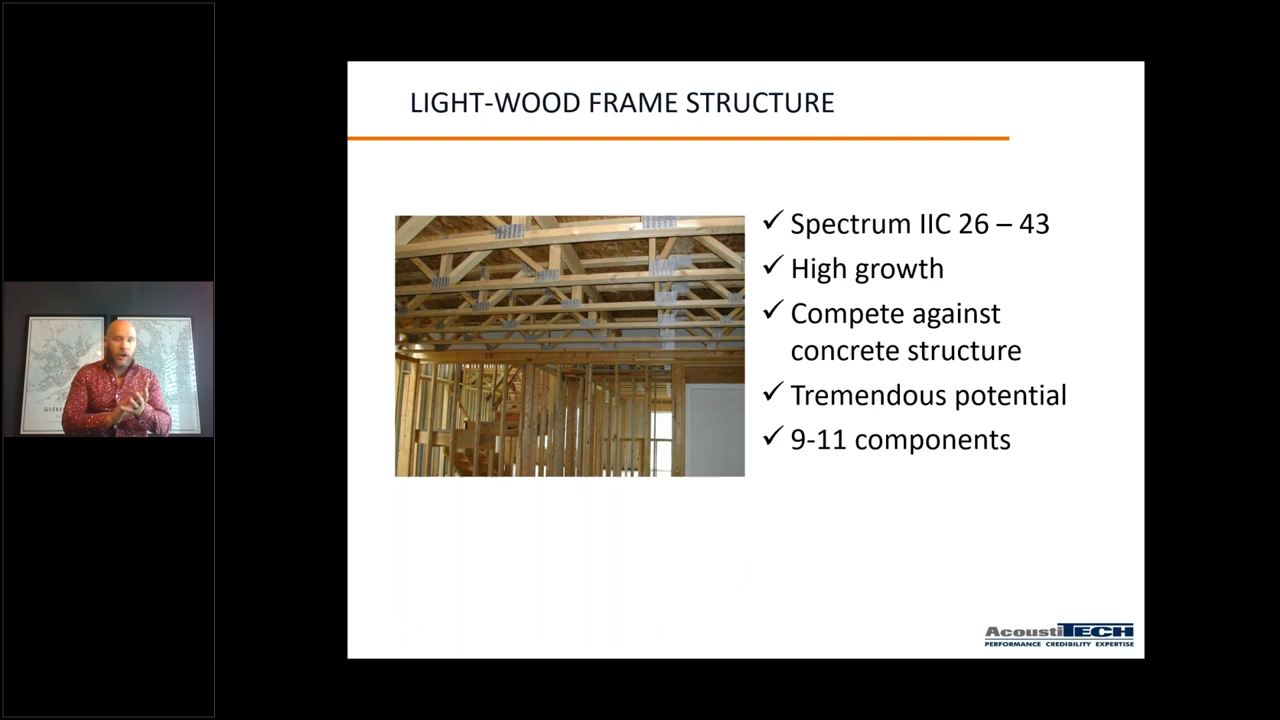 LIGHT-WOOD FRAME STRUCTURE
✓ Spectrum IIC 26 – 43
✓ High growth
✓ Compete against
concrete structure
✓ Tremendous potential
✓ 9-11 components
AcoustiTECH
PERFORMANCE CREDIBILITY EXPERTISE